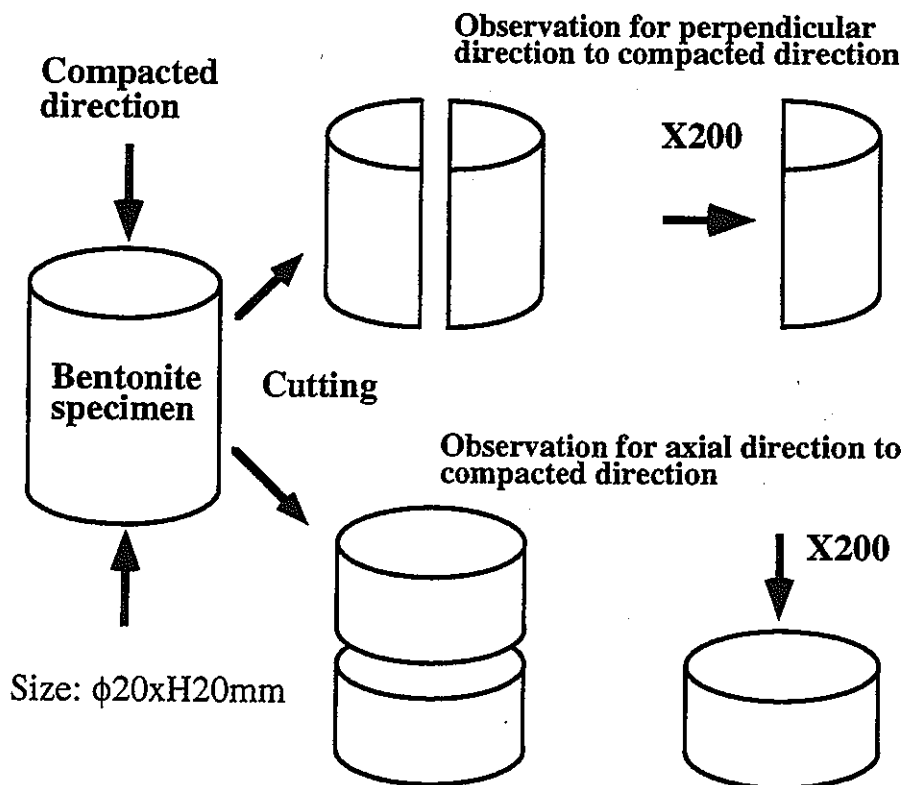 Observation for perpendicular
direction to compacted direction
Compacted
direction
X200
Bentonite
specimen
Cutting
Observation for axial direction to
compacted direction
X200
Size: ϕ20xH20mm